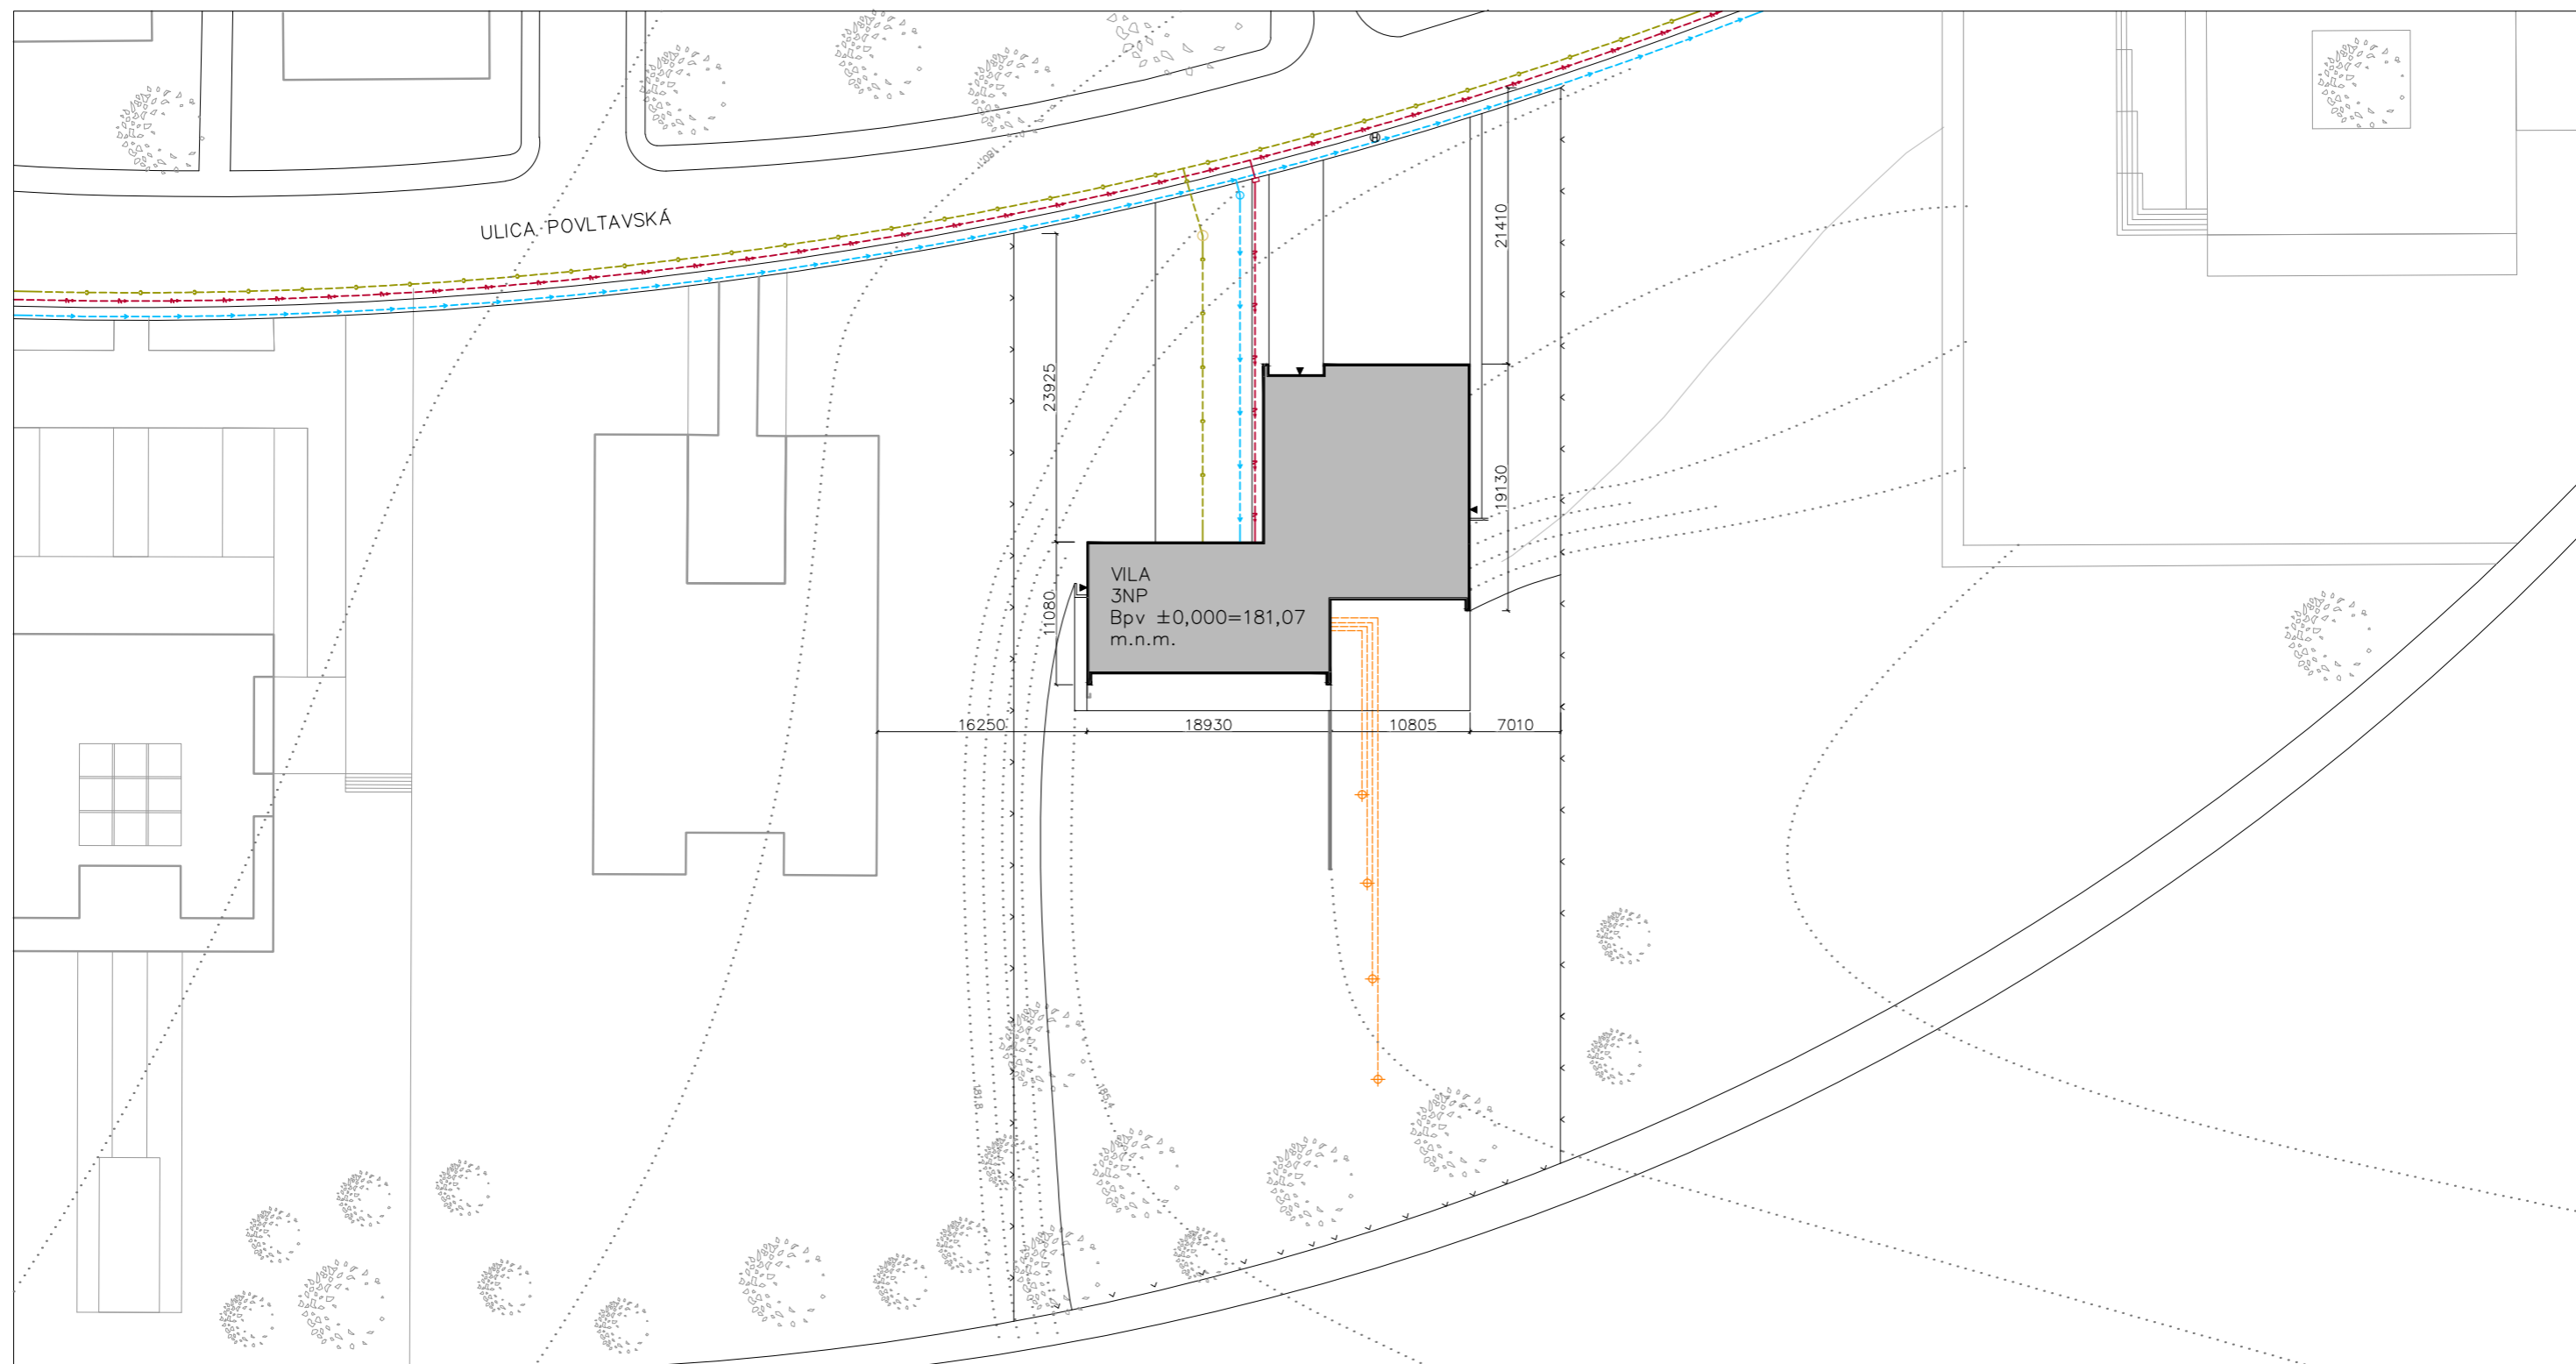 ULICA POVLTAVSKÁ
21410
23925
19130
VILA
3NP
Bpv ±0,000=181,07
m.n.m.
11080
16250
18930
10805
7010